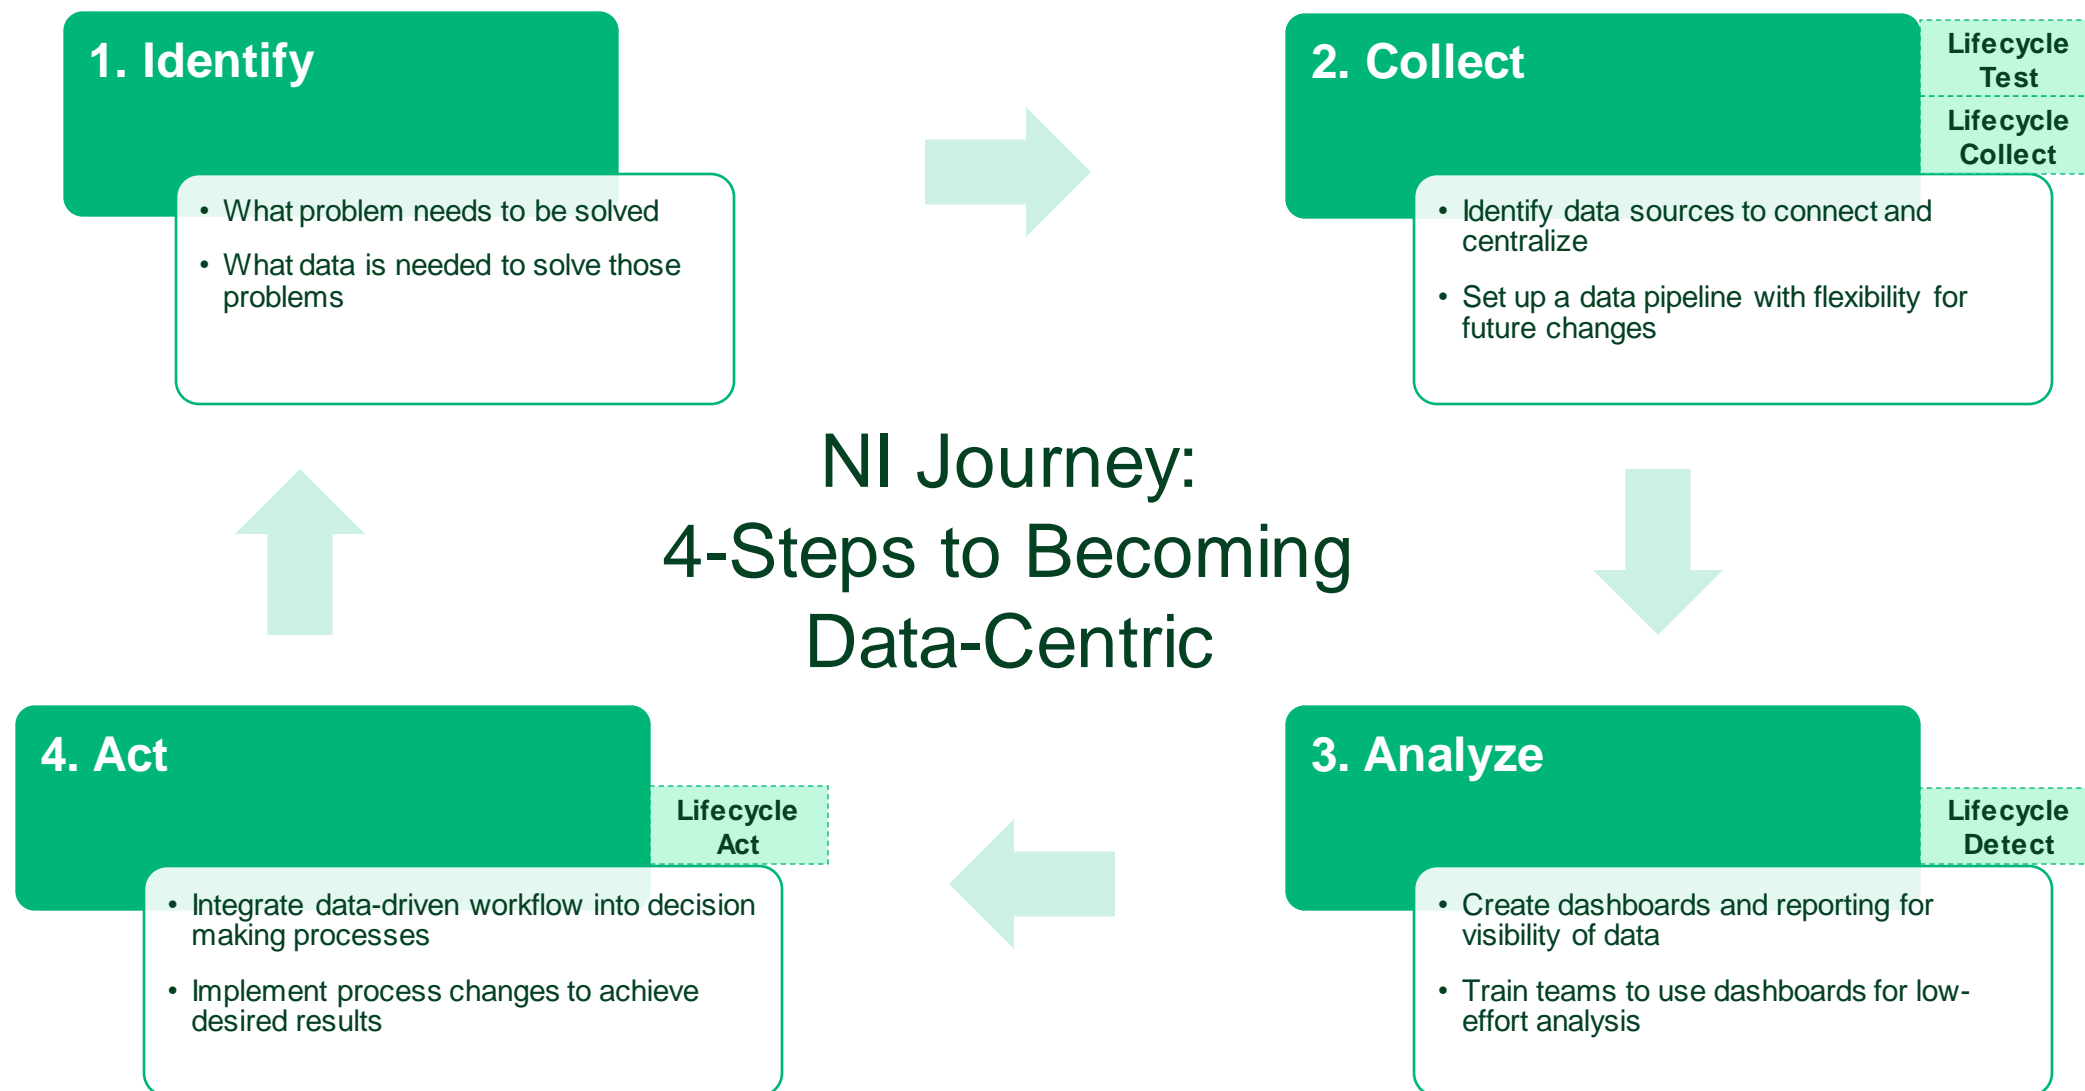 1. Identify
• What problem needs to be solved
• What data is needed to solve those
problems
2. Collect
Lifecycle
Test
Lifecycle
Collect
• Identify data sources to connect and
centralize
• Set up a data pipeline with flexibility for
future changes
NI Journey:
4-Steps to Becoming
Data-Centric
3. Analyze
Lifecycle
Detect
• Create dashboards and reporting for
visibility of data
• Train teams to use dashboards for low-
effort analysis
4. Act
Lifecycle
Act
• Integrate data-driven workflow into decision
making processes
• Implement process changes to achieve
desired results